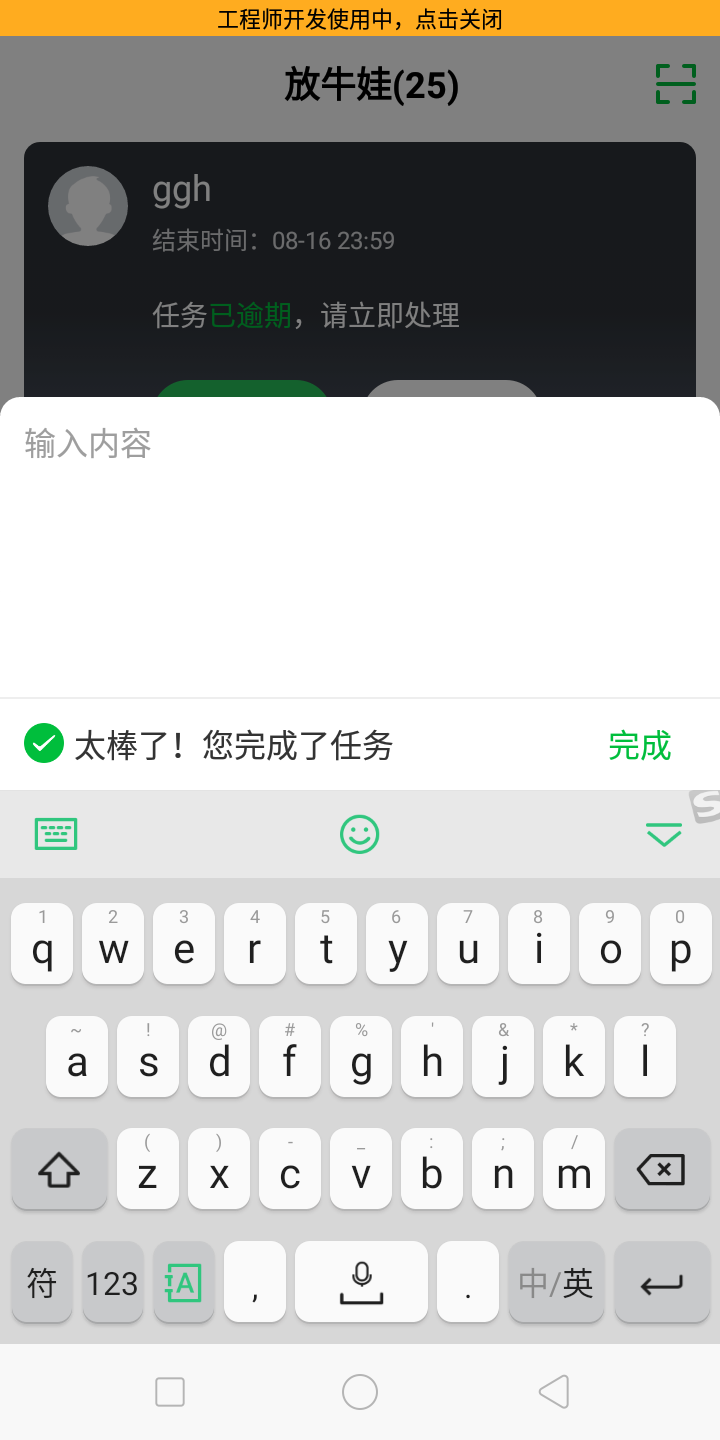 工程师开发使用中，点击关闭
放牛娃(25)
ggh
结束时间：08-16 23:59
任务已逾期，请立即处理
输入内容
太棒了！您完成了任务 完成
S
1 2 3 4 5 6 7 8 9 0
q w e r t y u i o p
~ ! @ # % ' & * ?
a s d f g h j k l
( ) - _ : ; /
z x c v b n m
符 123 A , . 中/英